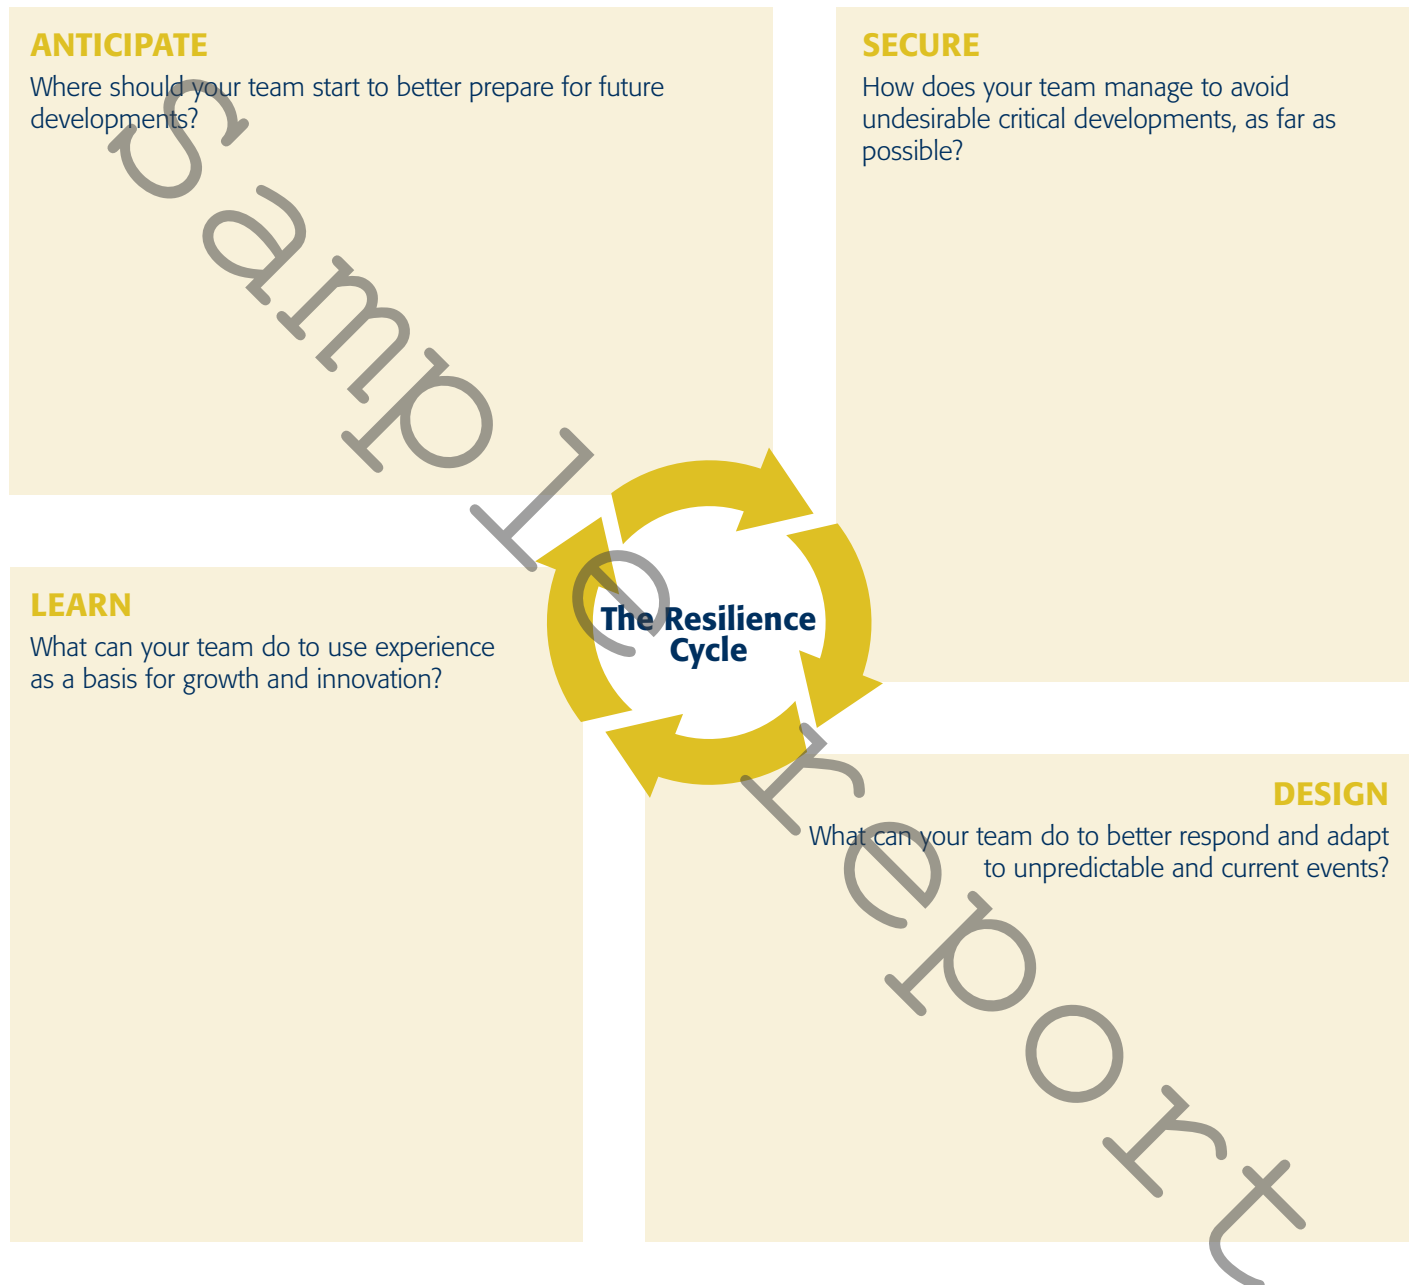 ANTICIPATE
Where should your team start to better prepare for future
developments?
SECURE
How does your team manage to avoid
undesirable critical developments, as far as
possible?
LEARN
What can your team do to use experience
as a basis for growth and innovation?
The Resilience
Cycle
DESIGN
What can your team do to better respond and adapt
to unpredictable and current events?
Sample report